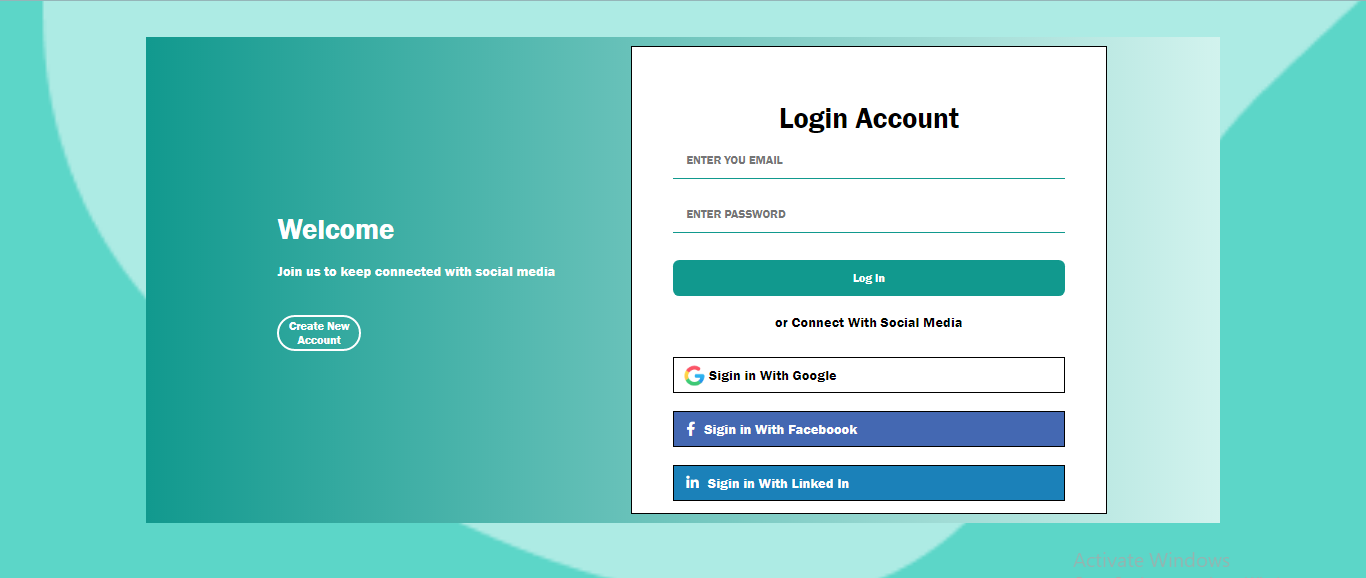 Welcome
Join us to keep connected with social media
Create New
Account
Login Account
ENTER YOU EMAIL
ENTER PASSWORD
Log In
or Connect With Social Media
Sigin in With Google
Sigin in With Faceboook
Sigin in With Linked In
Activate Windows